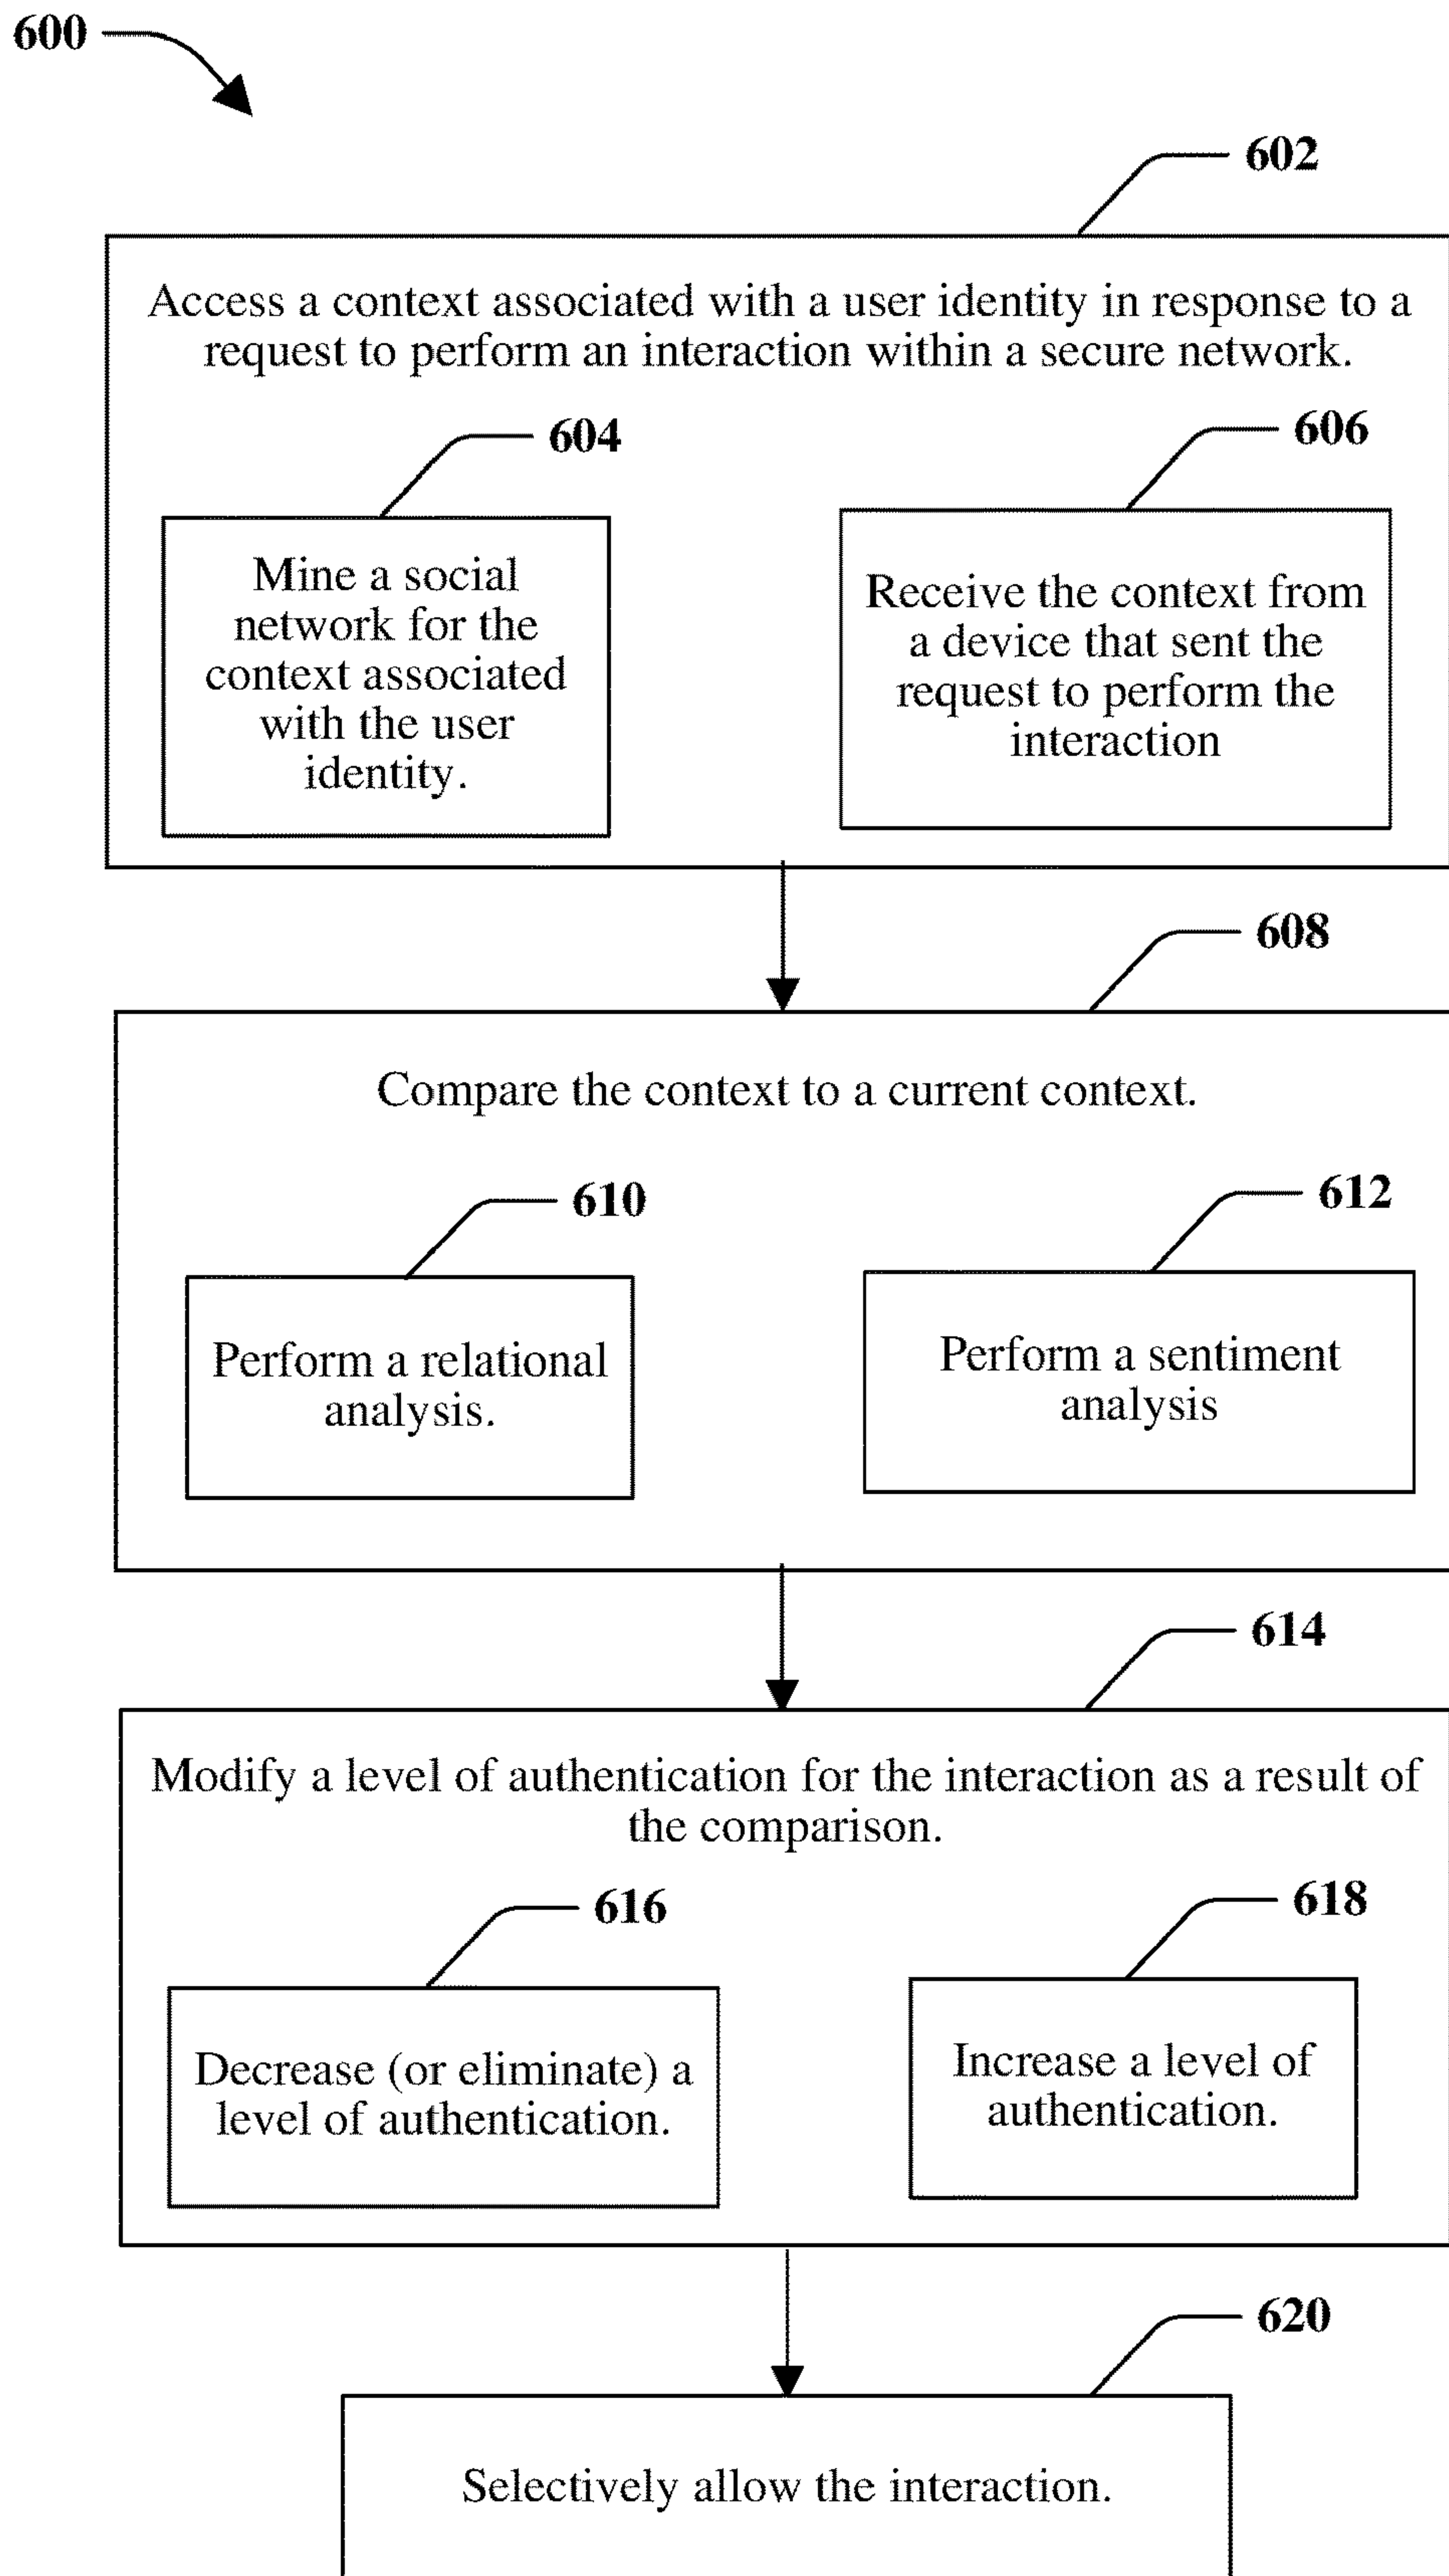 600
602
Access a context associated with a user identity in response to a
request to perform an interaction within a secure network.
604
606
Mine a social
network for the
context associated
with the user
identity.
Receive the context from
a device that sent the
request to perform the
interaction
608
Compare the context to a current context.
610
612
Perform a relational
analysis.
Perform a sentiment
analysis
614
Modify a level of authentication for the interaction as a result of
the comparison.
616
618
Decrease (or eliminate) a
level of authentication.
Increase a level of
authentication.
620
Selectively allow the interaction.